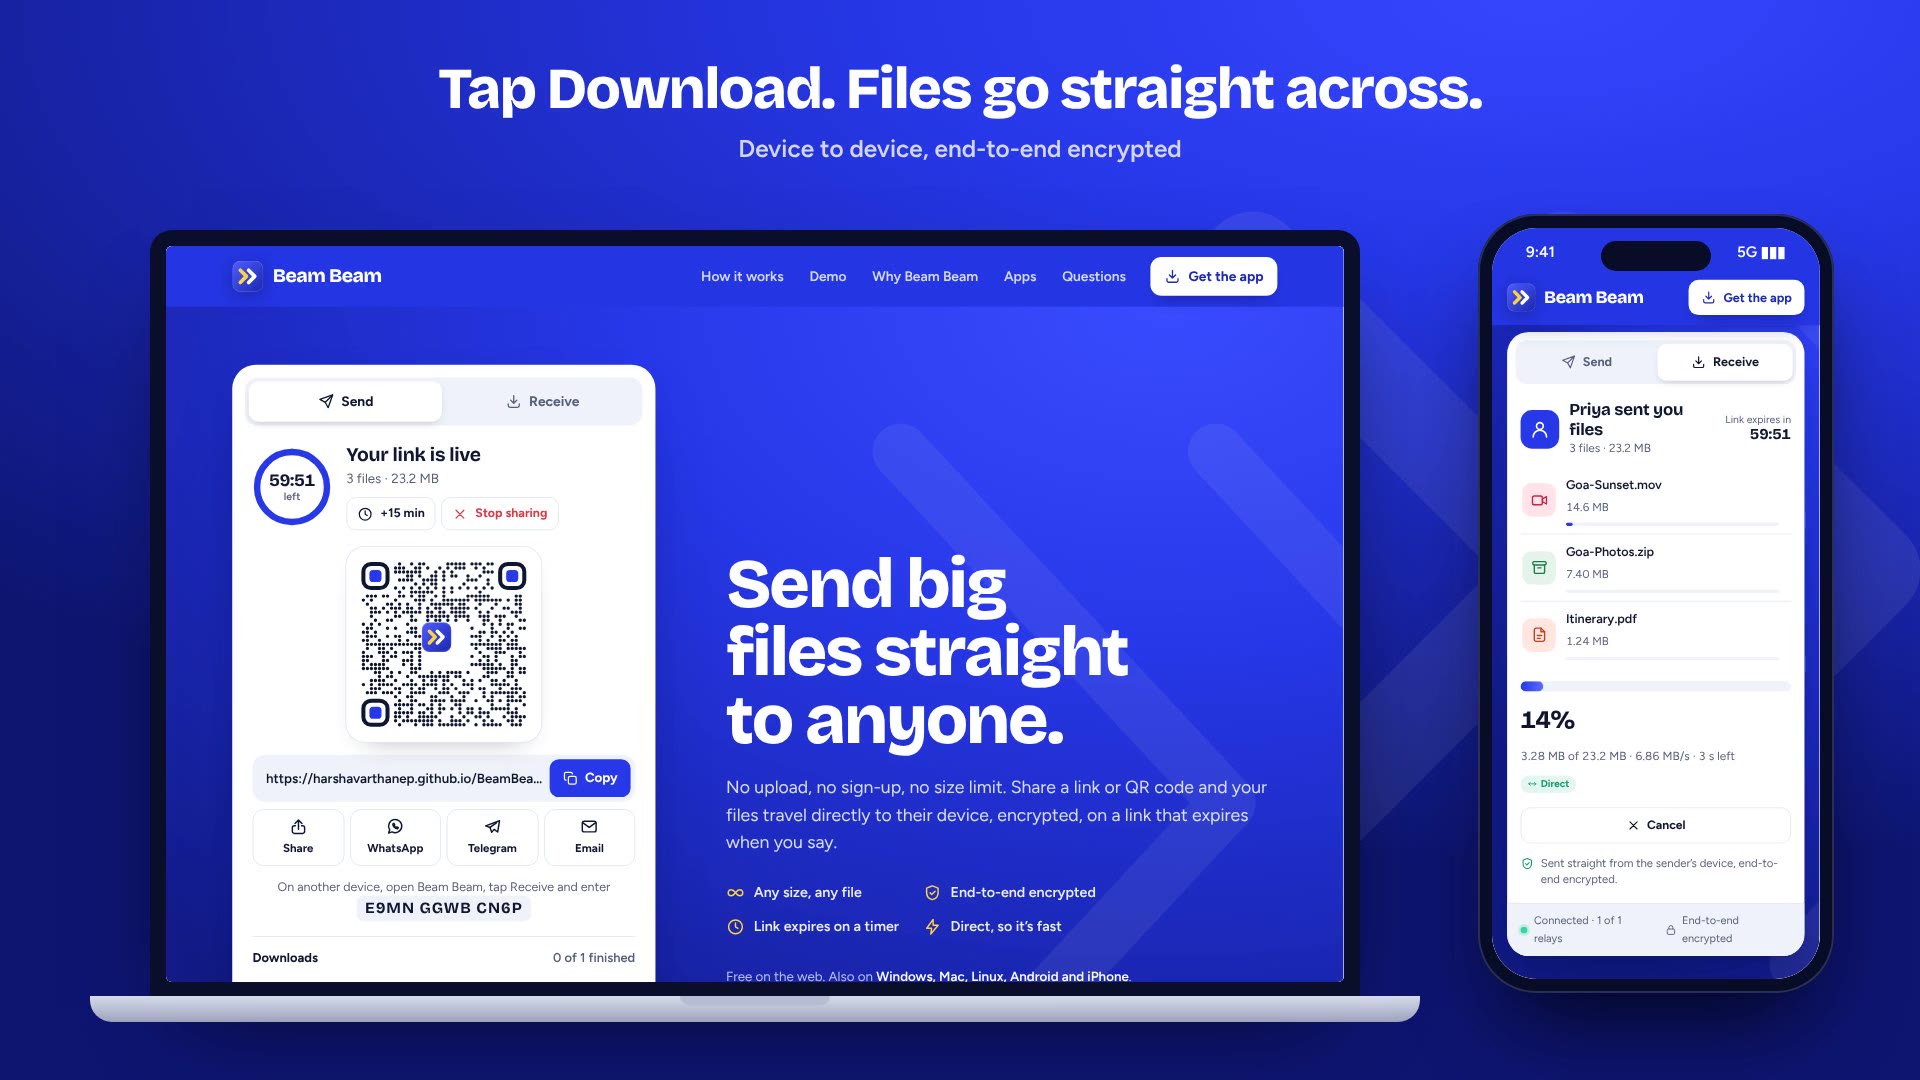 Tap Download. Files go straight across.
Device to device, end-to-end encrypted
Beam Beam
How it works
Demo
Why Beam Beam
Apps
Questions
Get the app
Send
Receive
59:51
left
Your link is live
3 files · 23.2 MB
+15 min
Stop sharing
https://harshavarthanep.github.io/BeamBea...
Copy
Share
WhatsApp
Telegram
Email
On another device, open Beam Beam, tap Receive and enter
E9MN GGWB CN6P
Downloads
0 of 1 finished
Send big
files straight
to anyone.
No upload, no sign-up, no size limit. Share a link or QR code and your
files travel directly to their device, encrypted, on a link that expires
when you say.
Any size, any file
End-to-end encrypted
Link expires on a timer
Direct, so it's fast
Free on the web. Also on Windows, Mac, Linux, Android and iPhone.
9:41
5G
Beam Beam
Get the app
Send
Receive
Priya sent you
files
3 files · 23.2 MB
Link expires in
59:51
Goa-Sunset.mov
14.6 MB
Goa-Photos.zip
7.40 MB
Itinerary.pdf
1.24 MB
14%
3.28 MB of 23.2 MB · 6.86 MB/s · 3 s left
Direct
Cancel
Sent straight from the sender's device, end-to-
end encrypted.
Connected · 1 of 1
relays
End-to-end
encrypted